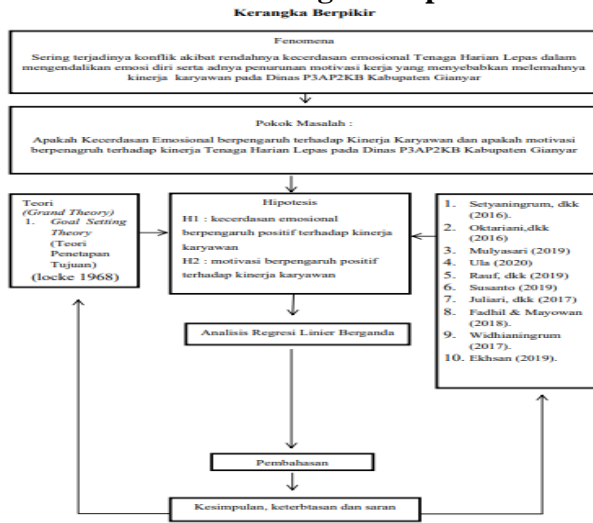 Kerangka Berpikir
Fenomena
Sering terjadinya konflik akibat rendahnya kecerdasan emosional Tenaga Harian Lepas dalam
mengendalikan emosi diri serta adnya penurunan motivasi kerja yang menyebabkan melemahnya
kinerja karyawan pada Dinas P3AP2KB Kabupaten Gianyar
Pokok Masalah :
Apakah Kecerdasan Emosional berpengaruh terhadap Kinerja Karyawan dan apakah motivasi
berpenagruh terhadap kinerja Tenaga Harian Lepas pada Dinas P3AP2KB Kabupaten Gianyar
Teori
(Grand Theory)
1. Goal Setting
Theory
(Teori
Penetapan
Tujuan)
(locke 1968)
Hipotesis
H1 : kecerdasan emosional
berpengaruh positif terhadap kinerja
karyawan
H2 : motivasi berpengaruh positif
terhadap kinerja karyawan
1. Setyaningrum, dkk
(2016).
2. Oktariani,dkk
(2016)
3. Mulyasari (2019)
4. Ula (2020)
5. Rauf, dkk (2019)
6. Susanto (2019)
7. Juliari, dkk (2017)
8. Fadhil & Mayowan
(2018).
9. Widhianingrum
(2017).
10. Ekhsan (2019).
Analisis Regresi Linier Berganda
Pembahasan
Kesimpulan, keterbtasan dan saran